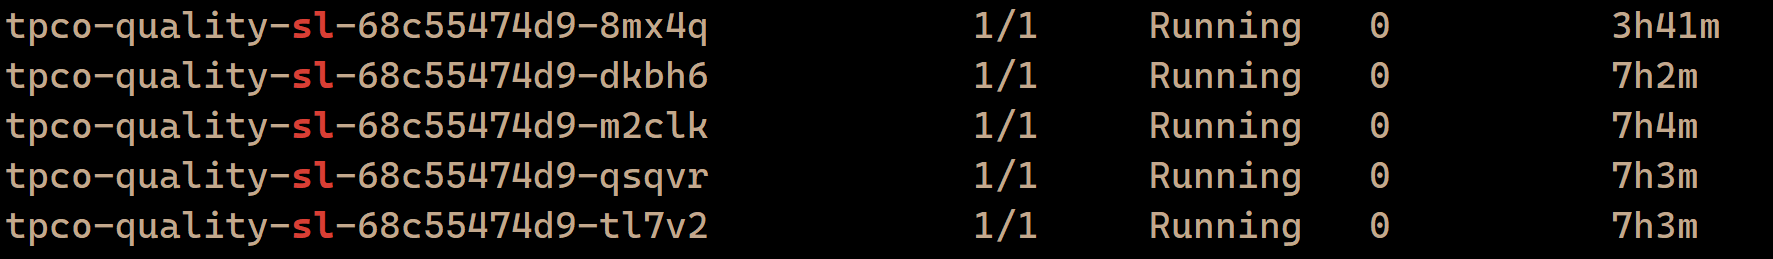 tpco-quality-sl-68c55474d9-8mx4q 1/1 Running 0 3h41m
tpco-quality-sl-68c55474d9-dkbh6 1/1 Running 0 7h2m
tpco-quality-sl-68c55474d9-m2clk 1/1 Running 0 7h4m
tpco-quality-sl-68c55474d9-qsqvr 1/1 Running 0 7h3m
tpco-quality-sl-68c55474d9-tl7v2 1/1 Running 0 7h3m